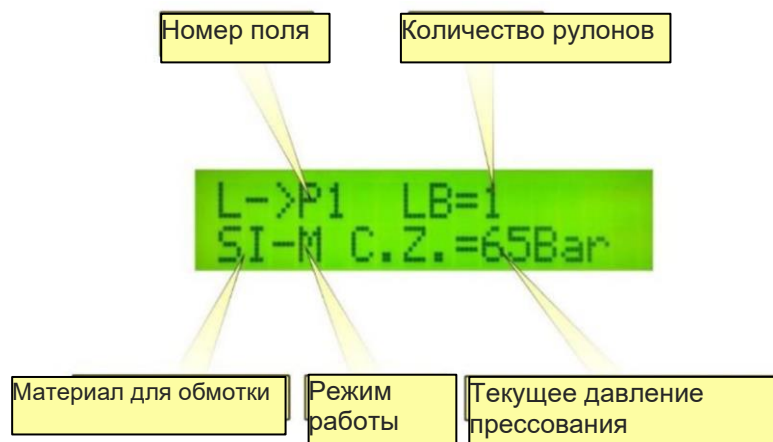 Номер поля
Количество рулонов
L->P1 LB=1
SI-M C.Z.=65Bar
Материал для обмотки
Режим
работы
Текущее давление
прессования